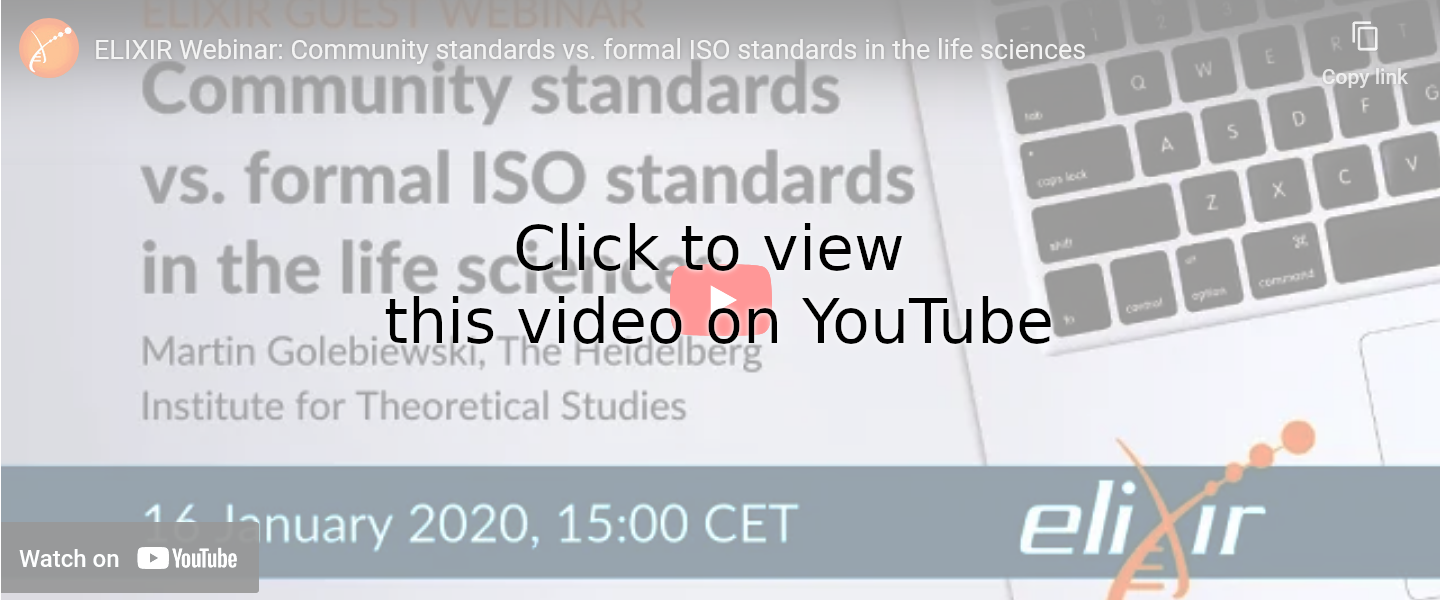 ELIXIR GUEST WEBINAR
ELIXIR Webinar: Community standards vs. formal ISO standards in the life sciences
Copy link
Community standards
vs. formal ISO standards
in the life sciences
Click to view
this video on YouTube
Martin Golebiewski, The Heidelberg
Institute for Theoretical Studies
16 January 2020, 15:00 CET
elixir
Watch on YouTube
1 2 3
Q W E R T
tab
A S D F G
caps lock
Z X C V
shift
fn control option command